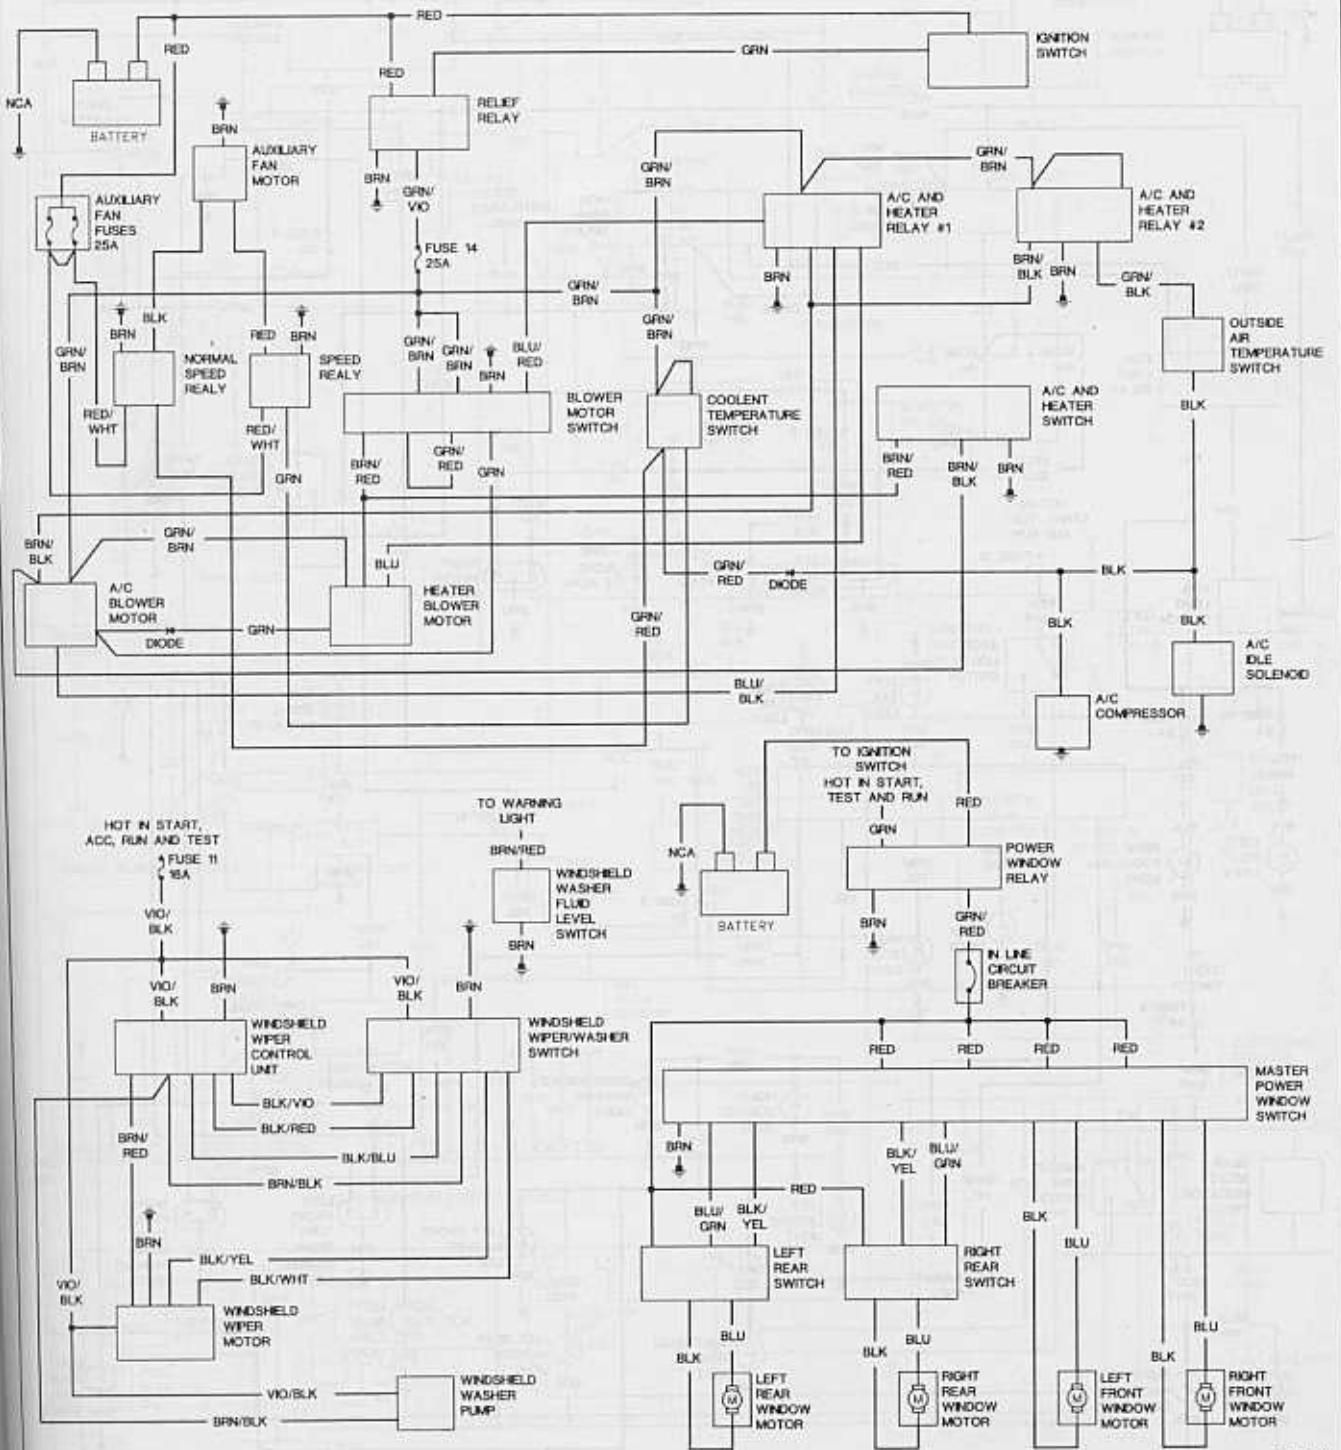 RED
IGNITION
SWITCH
RED
GRN
RED
NCA
BATTERY
RELIEF
RELAY
BRN
AUXILIARY
FAN
MOTOR
GRN/
BRN
GRN/
BRN
BRN
GRN/
VIO
AUXILIARY
FAN
FUSES
25A
A/C AND
HEATER
RELAY #1
A/C AND
HEATER
RELAY #2
FUSE 14
25A
BRN
BRN/
BLK
BRN
GRN/
BLK
GRN/
BRN
BLK
BRN
RED
BRN
GRN/
BRN
GRN/
BRN
GRN/
BRN
BRN
BLU/
RED
GRN/
BRN
OUTSIDE
AIR
TEMPERATURE
SWITCH
NORMAL
SPEED
REALY
SPEED
REALY
BLOWER
MOTOR
SWITCH
COOLENT
TEMPERATURE
SWITCH
A/C AND
HEATER
SWITCH
BLK
RED/
WHT
RED/
WHT
GRN
BRN/
RED
GRN/
RED
GRN
BRN/
RED
BRN/
BLK
BRN
BRN/
BLK
GRN/
BRN
BLU
GRN/
RED
DIODE
BLK
A/C
BLOWER
MOTOR
HEATER
BLOWER
MOTOR
DIODE
GRN
GRN/
RED
BLK
BLK
A/C
IDLE
SOLENOID
BLU/
BLK
A/C
COMPRESSOR
TO IGNITION
SWITCH
HOT IN START,
TEST AND RUN
RED
GRN
TO WARNING
LIGHT
HOT IN START,
ACC, RUN AND TEST
BRN/RED
NCA
POWER
WINDOW
RELAY
FUSE 11
16A
WINDSHIELD
WASHER
FLUID
LEVEL
SWITCH
BATTERY
BRN
GRN/
RED
VIO/
BLK
BRN
IN LINE
CIRCUIT
BREAKER
VIO/
BLK
BRN
VIO/
BLK
BRN
WINDSHIELD
WIPER
CONTROL
UNIT
WINDSHIELD
WIPER/WASHER
SWITCH
RED
RED
RED
RED
MASTER
POWER
WINDOW
SWITCH
BLK/VIO
BLK/RED
BRN/
RED
BLK/BLU
BRN/BLK
BRN
BLK/
YEL
BLU/
GRN
RED
BLU/
GRN
BLK/
YEL
BLK
BLU
BRN
BLK/YEL
BLK/WHT
VIO/
BLK
LEFT
REAR
SWITCH
RIGHT
REAR
SWITCH
WINDSHIELD
WIPER
MOTOR
BLU
BLK
BLU
BLK
BLU
BLK
VIO/BLK
WINDSHIELD
WASHER
PUMP
BRN/BLK
M
LEFT
REAR
WINDOW
MOTOR
M
RIGHT
REAR
WINDOW
MOTOR
M
LEFT
FRONT
WINDOW
MOTOR
M
RIGHT
FRONT
WINDOW
MOTOR